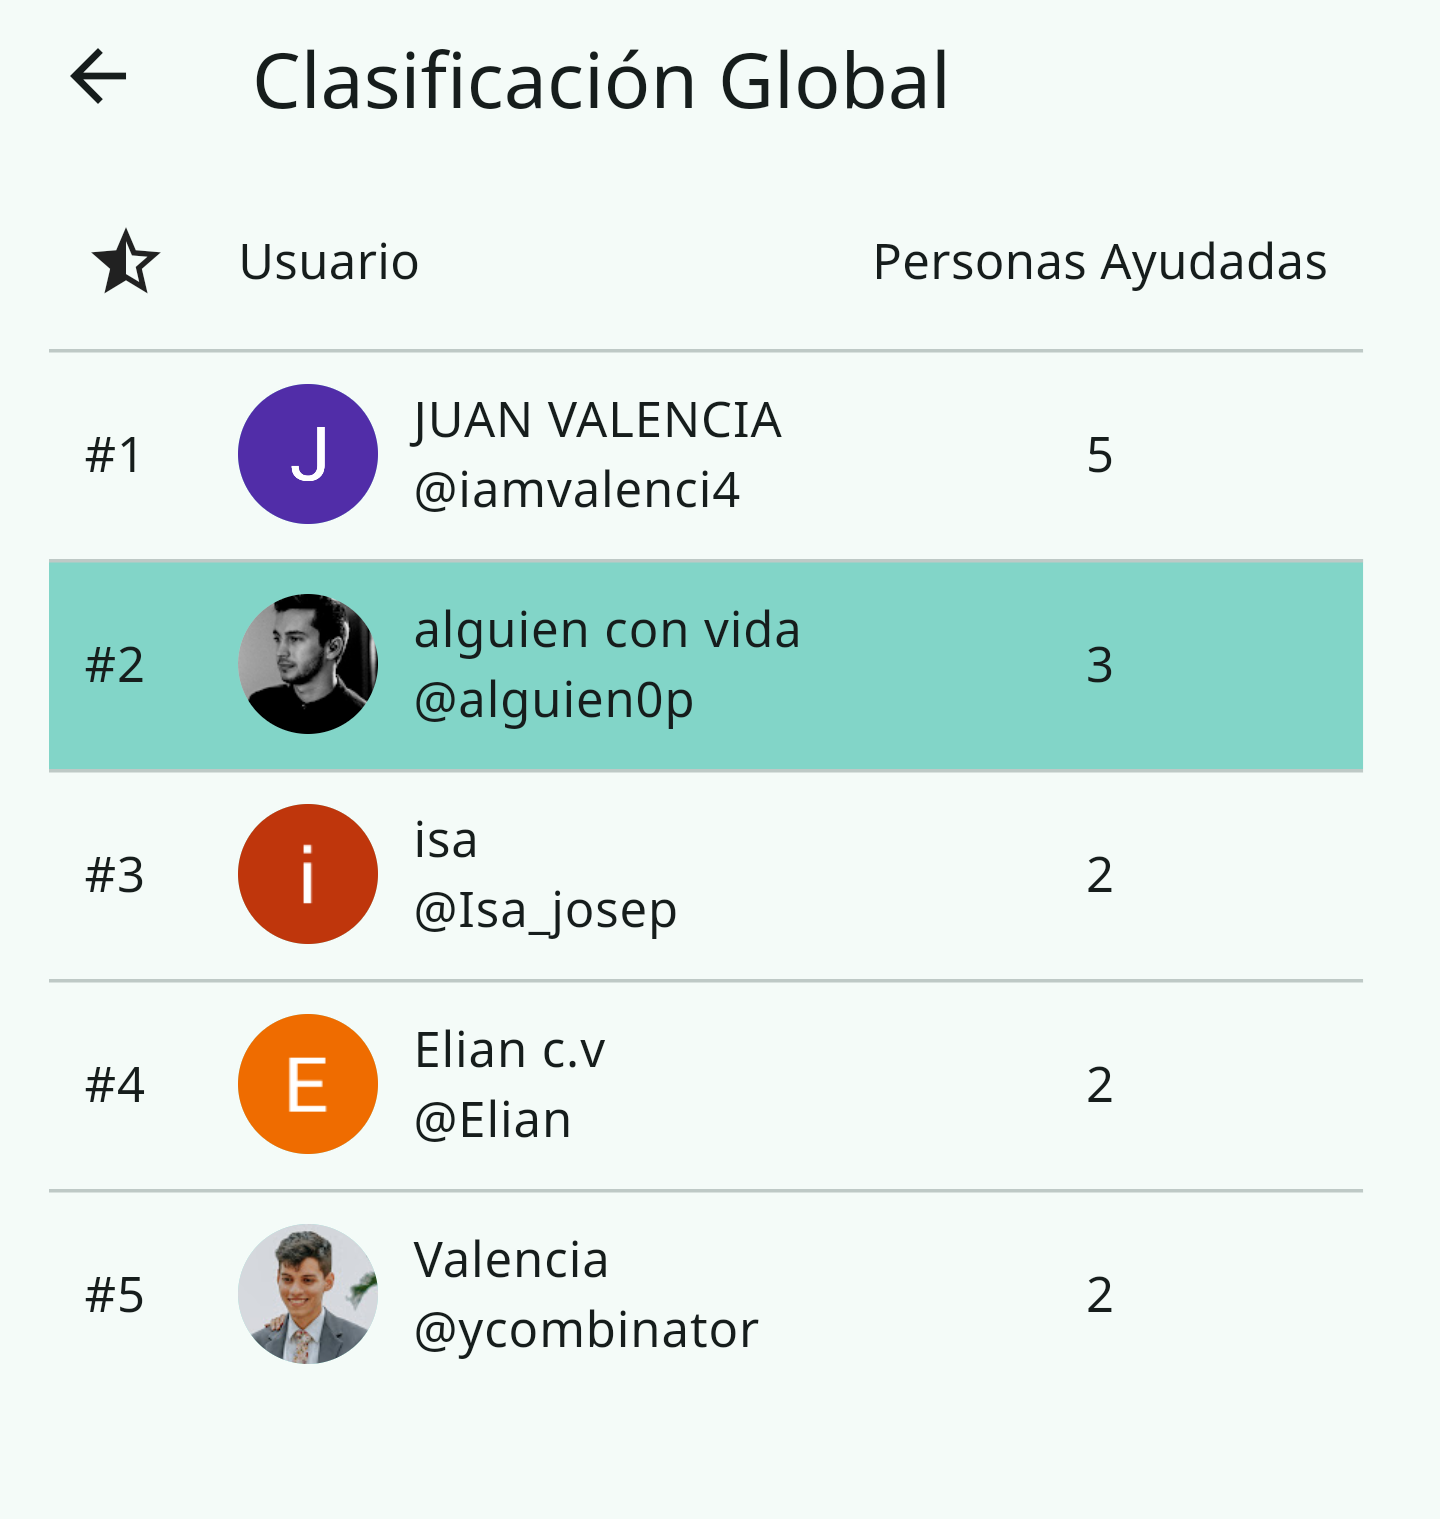 Clasificación Global
Usuario Personas Ayudadas
#1 J JUAN VALENCIA 5
@iamvalenci4
#2 alguien con vida 3
@alguien0p
#3 i isa 2
@Isa_josep
#4 E Elian c.v 2
@Elian
#5 Valencia 2
@ycombinator